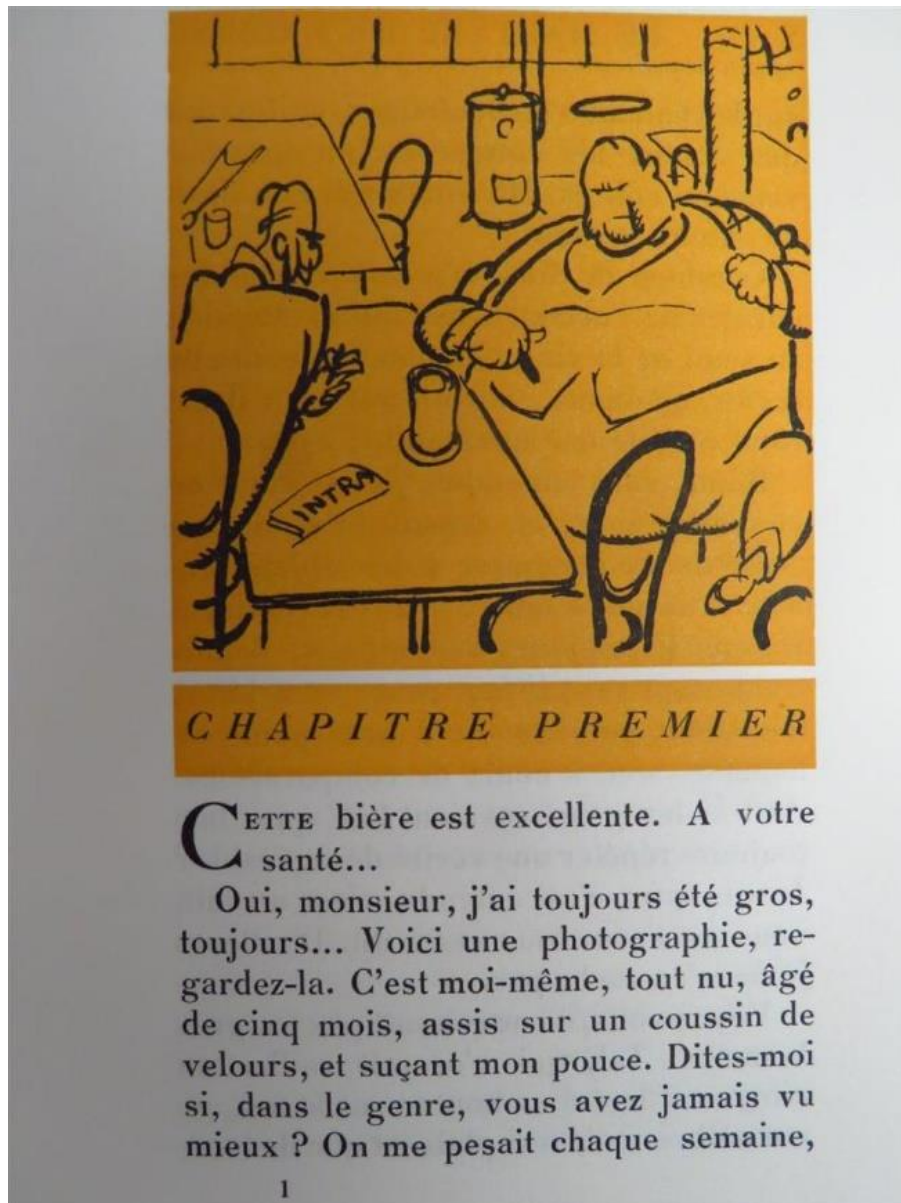 INTRA
CHAPITRE PREMIER
CETTE bière est excellente. A votre
santé...
Oui, monsieur, j'ai toujours été gros,
toujours... Voici une photographie, re-
gardez-la. C'est moi-même, tout nu, âgé
de cinq mois, assis sur un coussin de
velours, et suçant mon pouce. Dites-moi
si, dans le genre, vous avez jamais vu
mieux ? On me pesait chaque semaine,
1